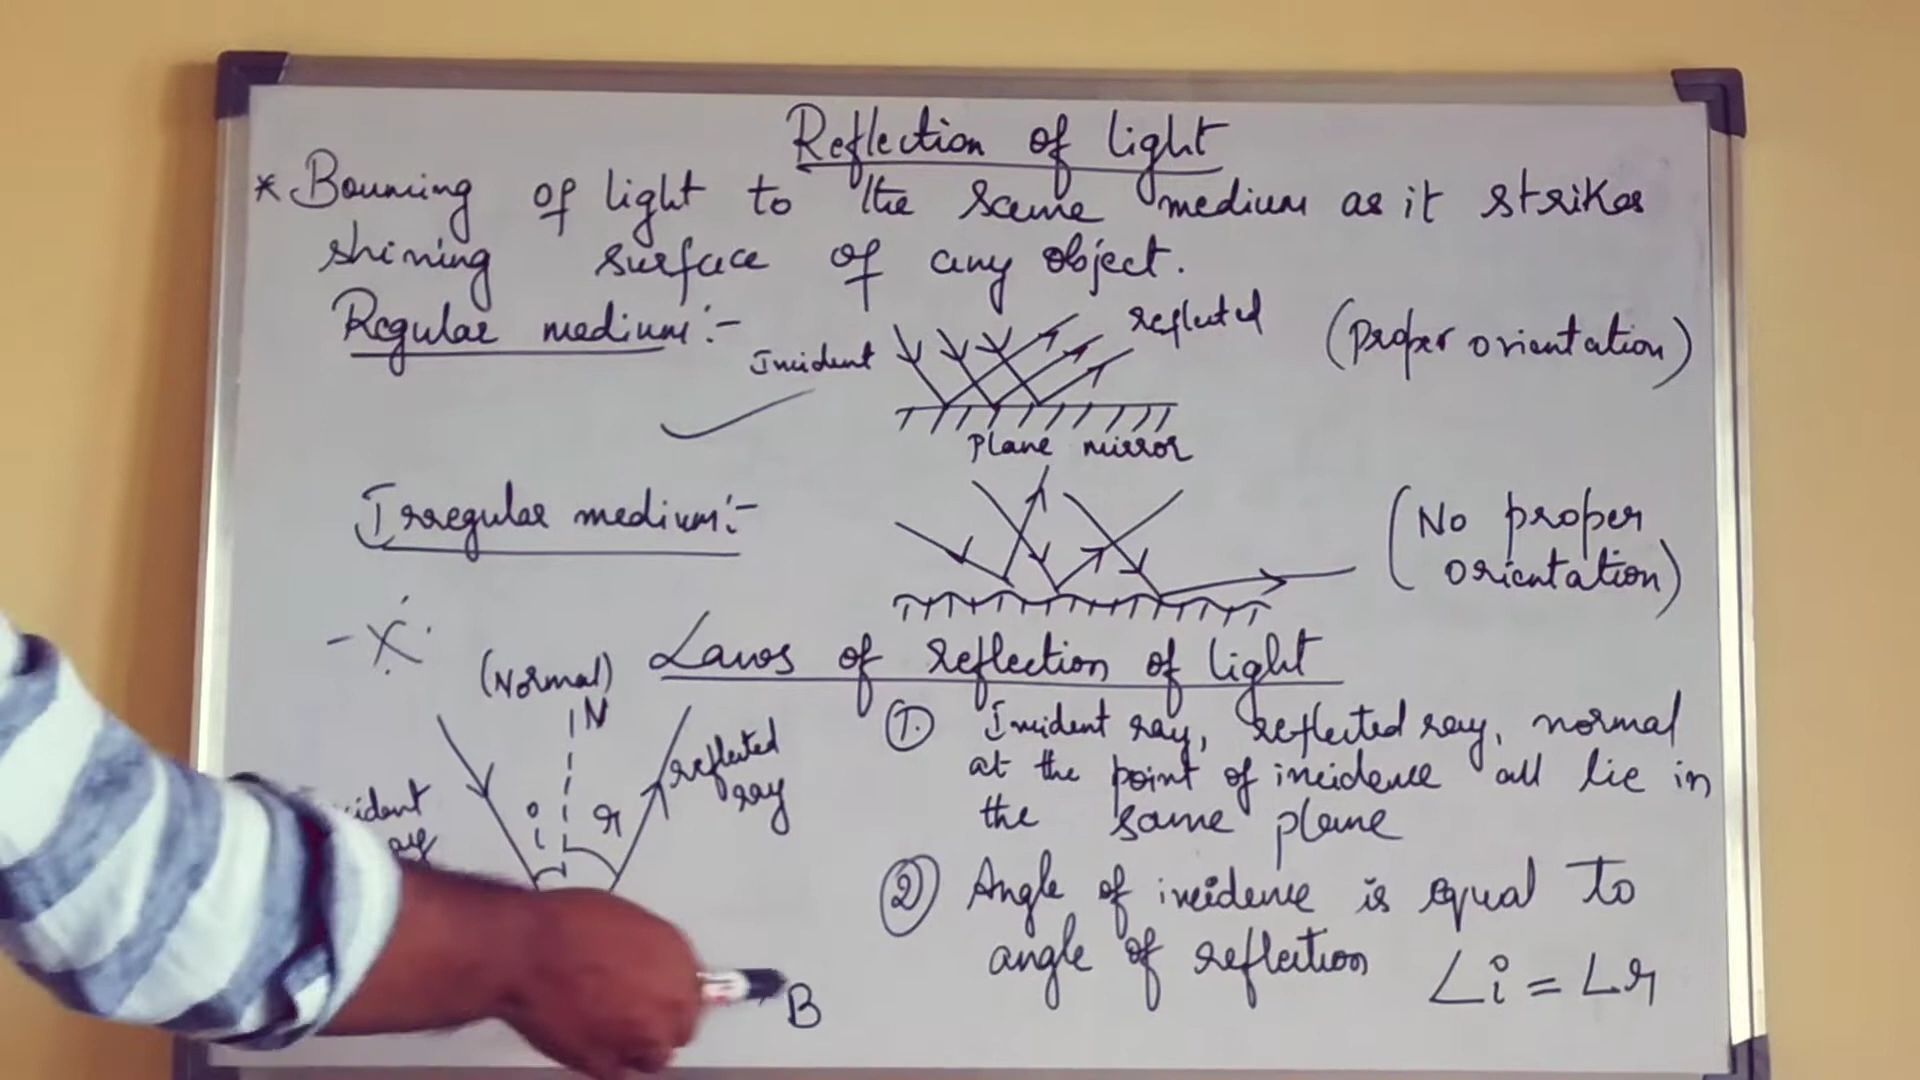 Reflection of light
* Bouncing of light to the same medium as it strikes
shining surface of any object.
Regular medium:-
Incident
reflected
(Proper orientation)
Plane mirror
Irregular medium:-
(No proper
orientation)
Laws of reflection of light
(Normal)
N
reflected
ray
i
r
B
① Incident ray, reflected ray, normal
at the point of incidence all lie in
the same plane
② Angle of incidence is equal to
angle of reflection ∠i = ∠r